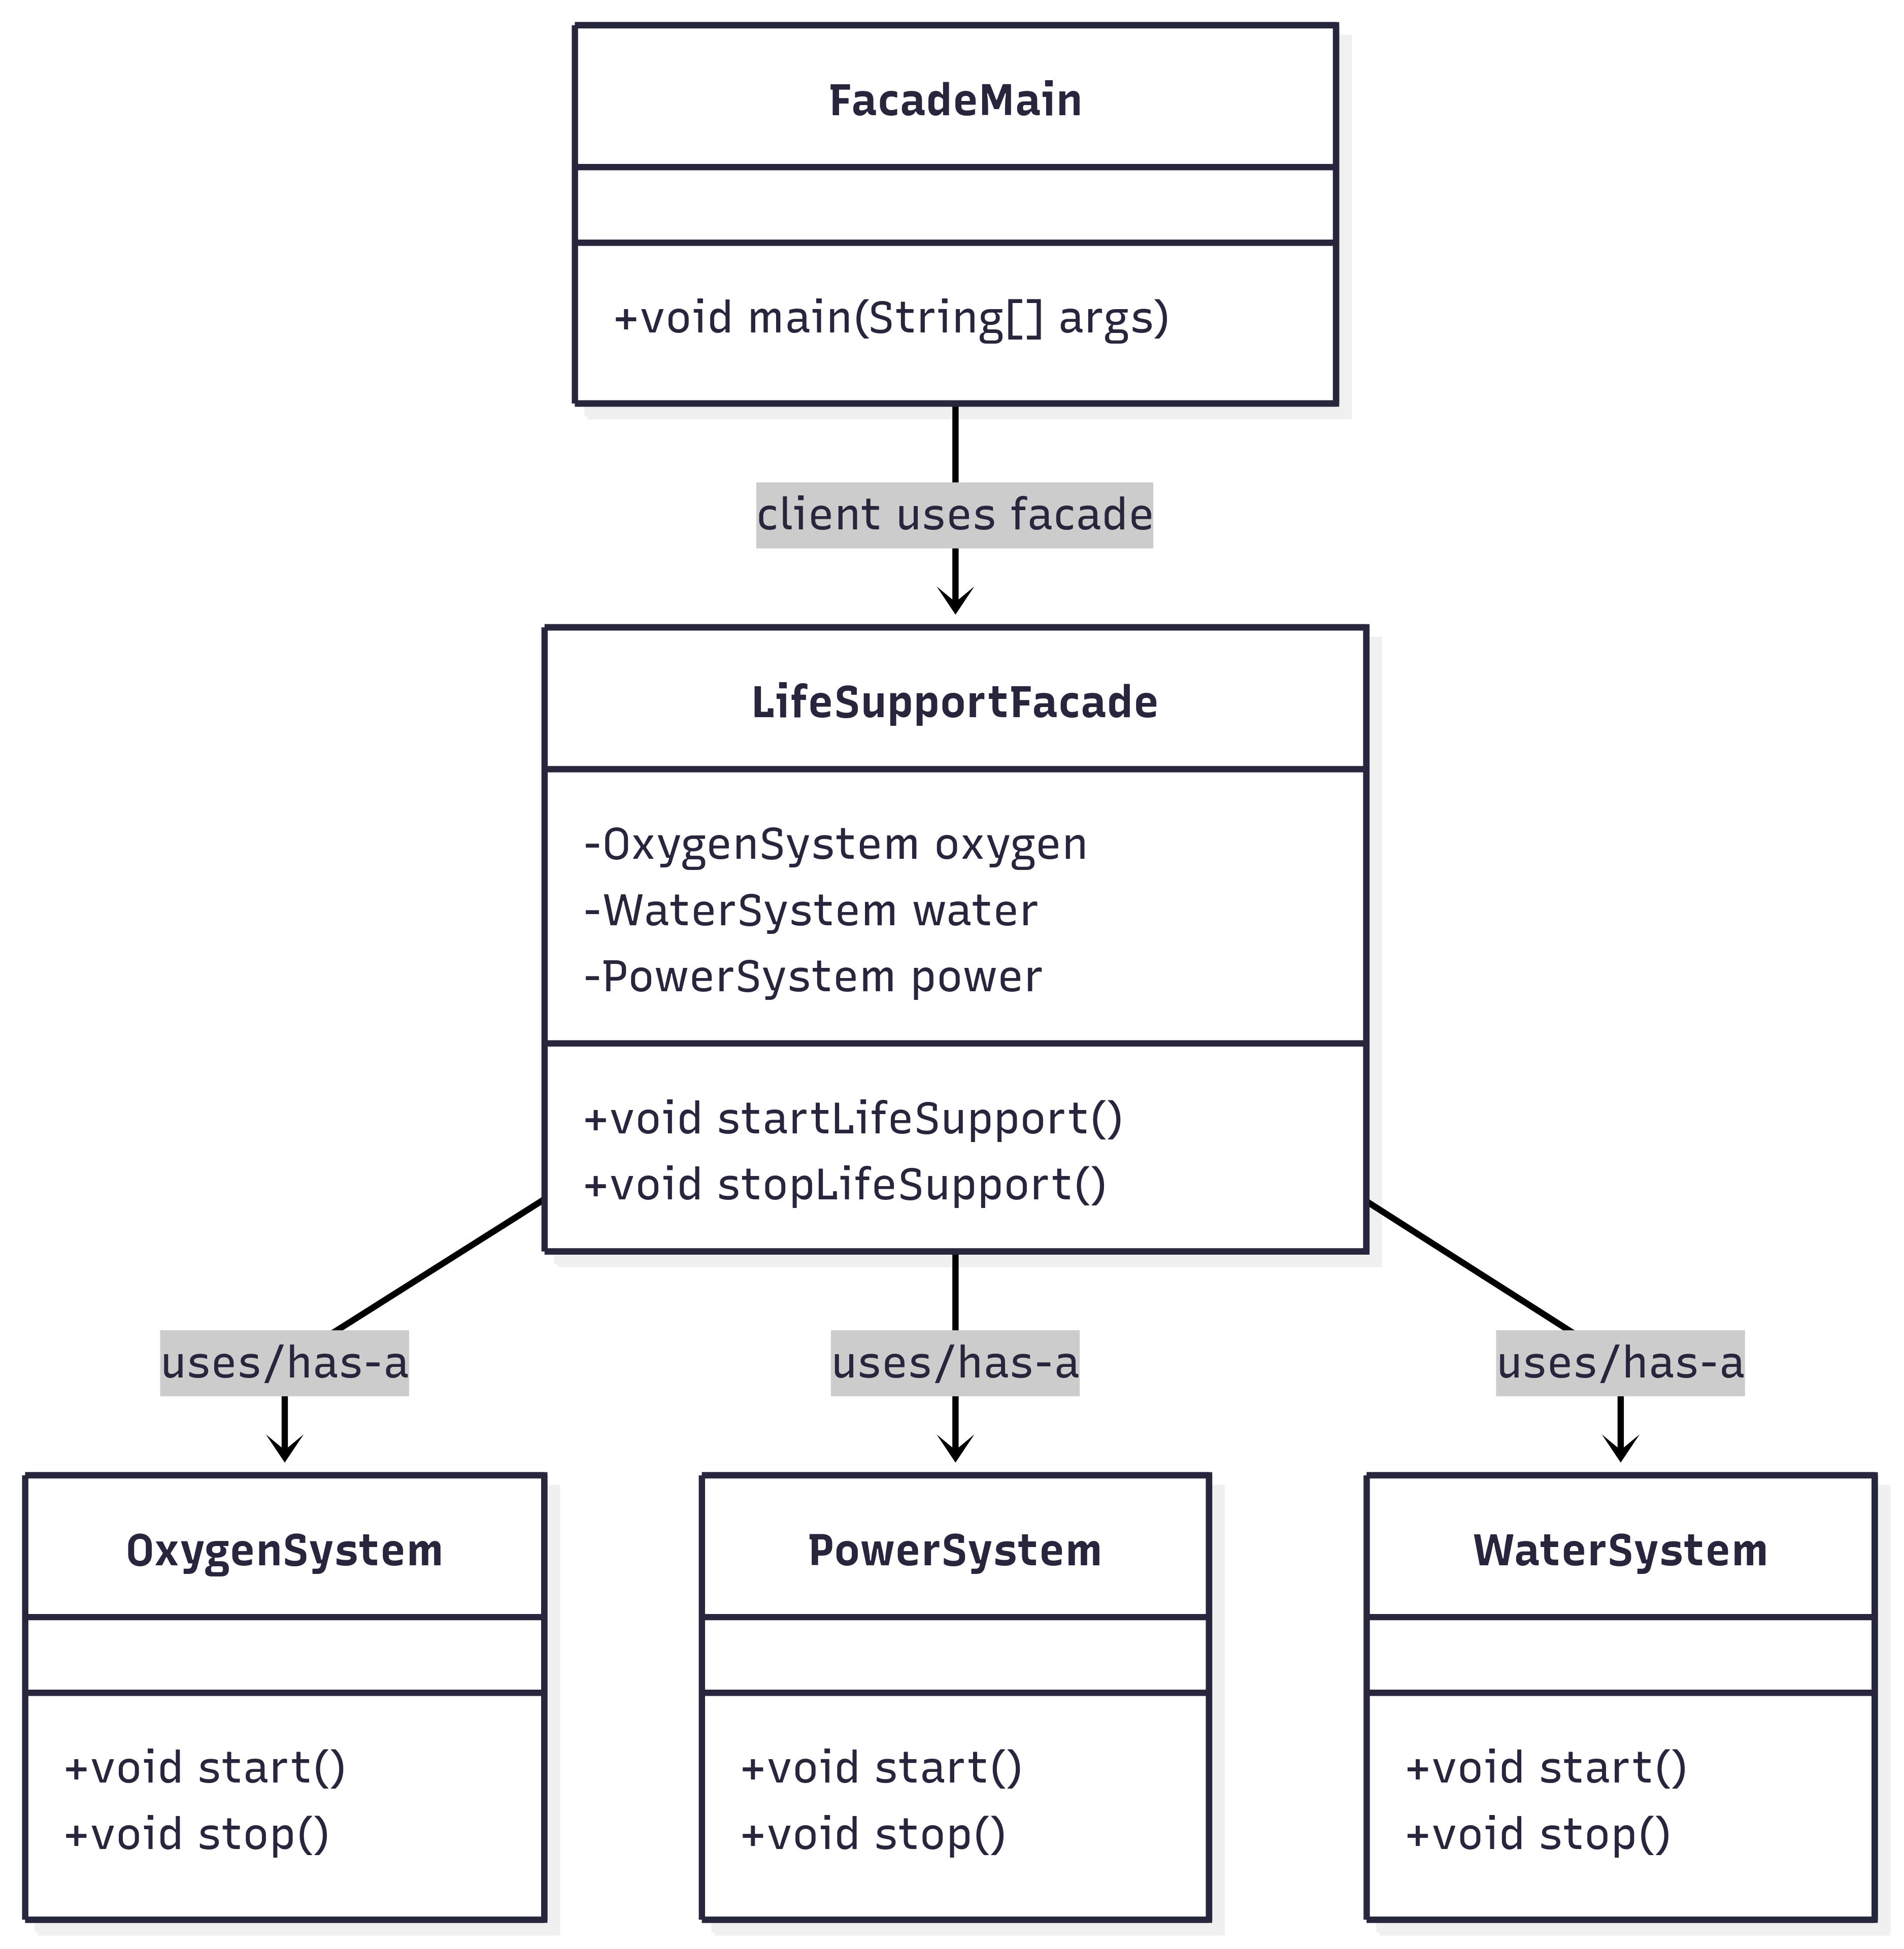 FacadeMain
+void main(String[] args)
client uses facade
LifeSupportFacade
-OxygenSystem oxygen
-WaterSystem water
-PowerSystem power
+void startLifeSupport()
+void stopLifeSupport()
uses/has-a
uses/has-a
uses/has-a
OxygenSystem
+void start()
+void stop()
PowerSystem
+void start()
+void stop()
WaterSystem
+void start()
+void stop()